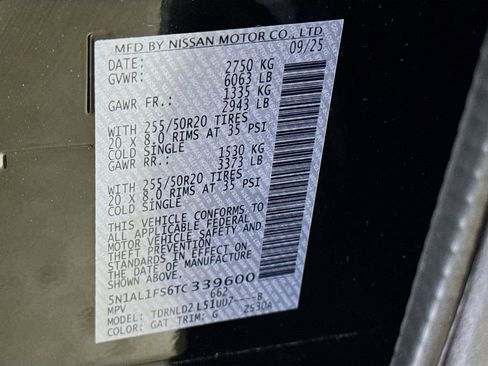 MFD BY NISSAN MOTOR CO., LTD
DATE: 09/25
GVWR: 2750 KG
6063 LB
GAWR FR.: 1335 KG
2943 LB
WITH 255/50R20 TIRES
20 X 8.0 RIMS AT 35 PSI
COLD SINGLE
GAWR RR.: 1530 KG
3373 LB
WITH 255/50R20 TIRES
20 X 8.0 RIMS AT 35 PSI
COLD SINGLE
THIS VEHICLE CONFORMS TO
ALL APPLICABLE FEDERAL
MOTOR VEHICLE SAFETY AND
THEFT PREVENTION
STANDARDS IN EFFECT ON
THE DATE OF MANUFACTURE
SHOWN ABOVE.
5N1AL1FS6TC339600
MPV 662
MODEL: TDRNLD2 L51UU7----B
COLOR: GAT TRIM: G 2530A